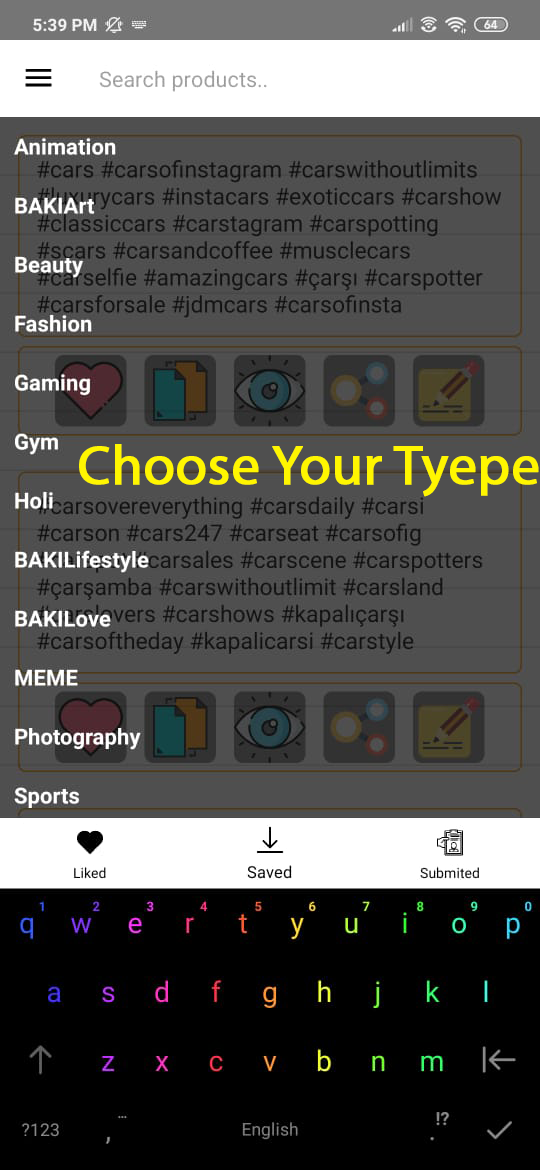 5:39 PM 64
Search products..
Animation
#cars #carsofinstagram #carswithoutlimits
#luxurycars #instacars #exoticcars #carshow
BAKIArt
#classiccars #carstagram #carspotting
#scars #carsandcoffee #musclecars
Beauty
#carselfie #amazingcars #çarşı #carspotter
#carsforsale #jdmcars #carsofinsta
Fashion
Gaming
Gym
Choose Your Tyepe
Holi
#carsovereverything #carsdaily #carsi
#carson #cars247 #carseat #carsofig
BAKILifestyle
#carsales #carscene #carspotters
#çarşamba #carswithoutlimit #carsland
BAKILove
#carslovers #carshows #kapalıçarşı
#carsoftheday #kapalicarsi #carstyle
MEME
Photography
Sports
Liked Saved Submited
q 1 w 2 e 3 r 4 t 5 y 6 u 7 i 8 o 9 p 0
a s d f g h j k l
z x c v b n m
?123 , ... English . !?